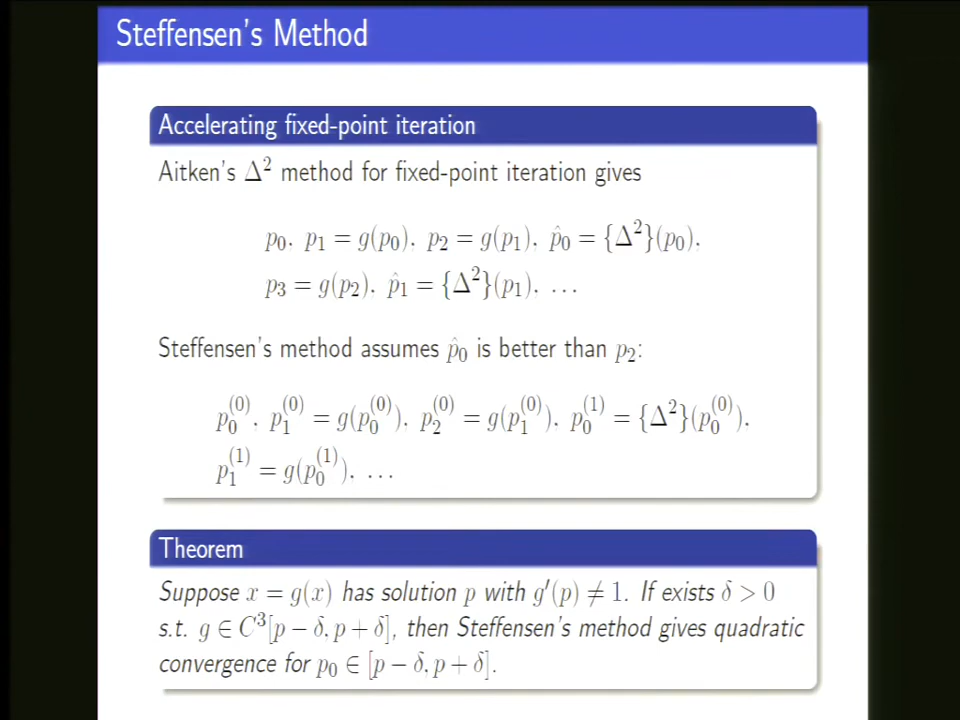 Steffensen's Method
Accelerating fixed-point iteration
Aitken's Δ² method for fixed-point iteration gives
p₀, p₁ = g(p₀), p₂ = g(p₁), p̂₀ = {Δ²}(p₀),
p₃ = g(p₂), p̂₁ = {Δ²}(p₁), …
Steffensen's method assumes p̂₀ is better than p₂:
p₀⁽⁰⁾, p₁⁽⁰⁾ = g(p₀⁽⁰⁾), p₂⁽⁰⁾ = g(p₁⁽⁰⁾), p₀⁽¹⁾ = {Δ²}(p₀⁽⁰⁾),
p₁⁽¹⁾ = g(p₀⁽¹⁾), …
Theorem
Suppose x = g(x) has solution p with g′(p) ≠ 1. If exists δ > 0
s.t. g ∈ C³[p − δ, p + δ], then Steffensen's method gives quadratic
convergence for p₀ ∈ [p − δ, p + δ].